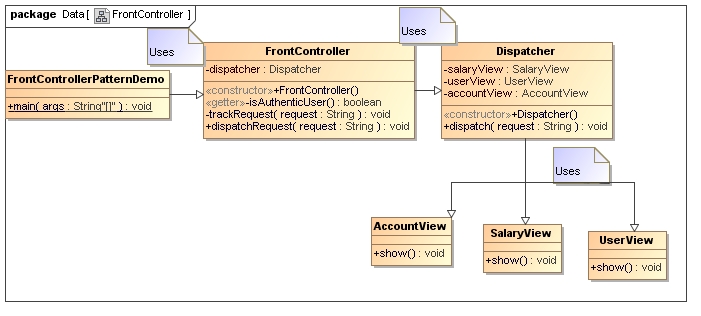 package Data[ FrontController ]
Uses
Uses
FrontControllerPatternDemo
+main( args : String"[]" ) : void
FrontController
-dispatcher : Dispatcher
«constructor»+FrontController()
«getter»-isAuthenticUser() : boolean
-trackRequest( request : String ) : void
+dispatchRequest( request : String ) : void
Dispatcher
-salaryView : SalaryView
-userView : UserView
-accountView : AccountView
«constructor»+Dispatcher()
+dispatch( request : String ) : void
Uses
AccountView
+show() : void
SalaryView
+show() : void
UserView
+show() : void